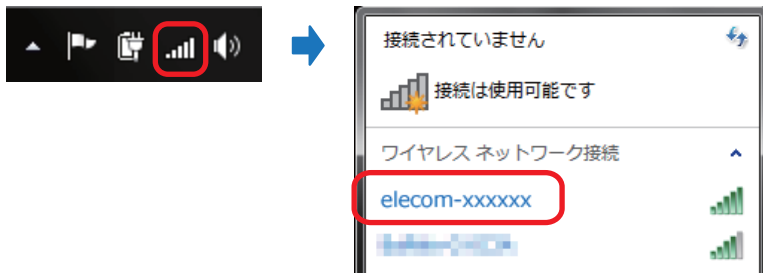 接続されていません
接続は使用可能です
ワイヤレス ネットワーク接続
elecom-xxxxxx